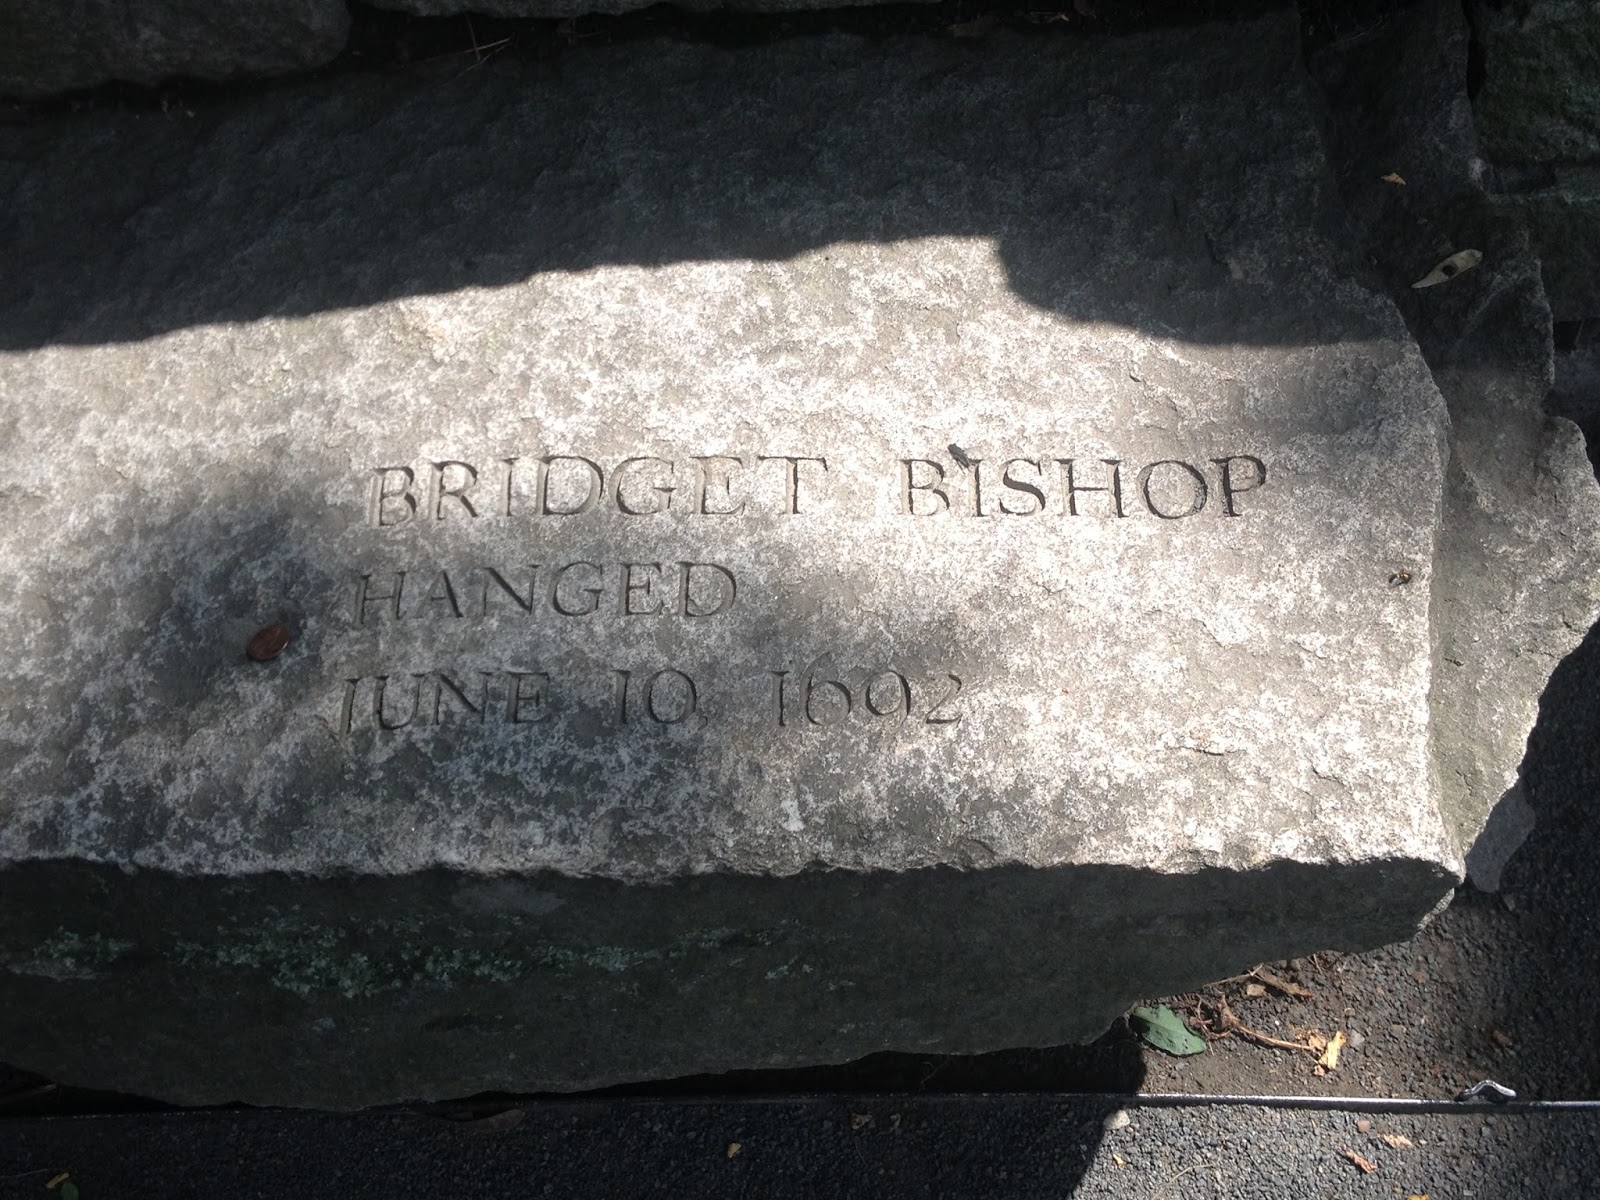 BRIDGET BISHOP
HANGED
JUNE 10, 1692